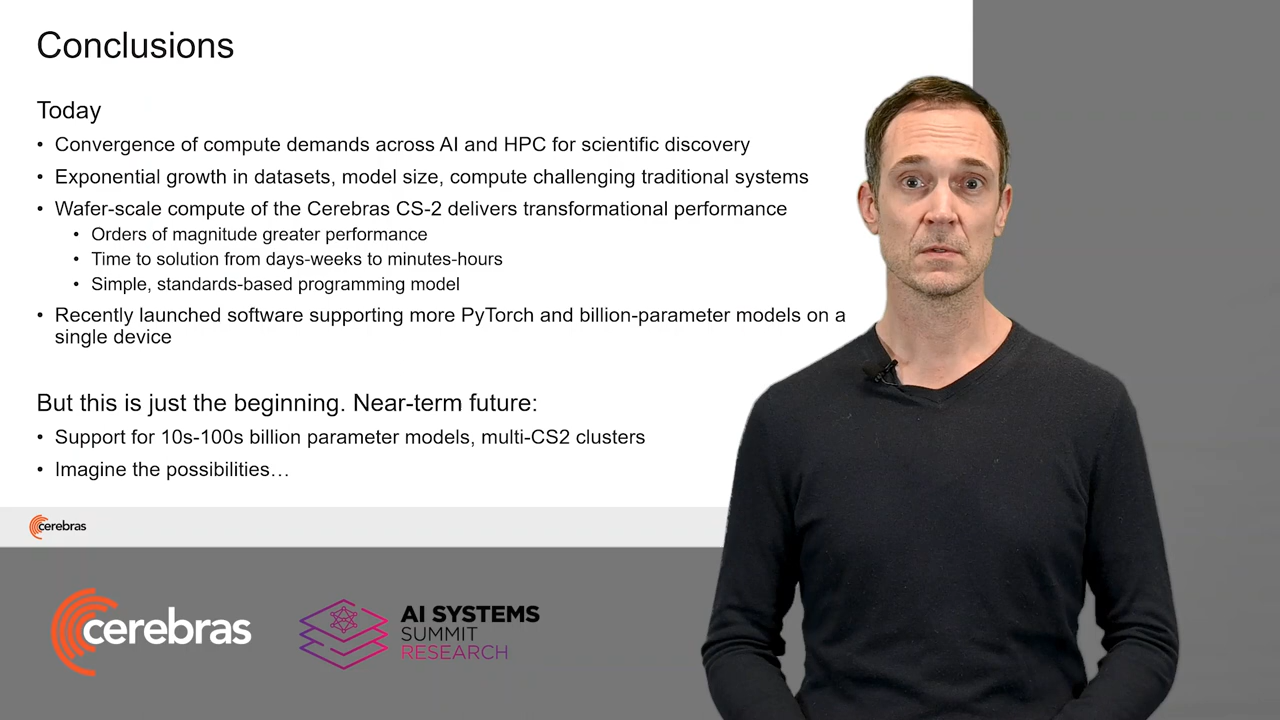 Conclusions
Today
• Convergence of compute demands across AI and HPC for scientific discovery
• Exponential growth in datasets, model size, compute challenging traditional systems
• Wafer-scale compute of the Cerebras CS-2 delivers transformational performance
• Orders of magnitude greater performance
• Time to solution from days-weeks to minutes-hours
• Simple, standards-based programming model
• Recently launched software supporting more PyTorch and billion-parameter models on a
single device
But this is just the beginning. Near-term future:
• Support for 10s-100s billion parameter models, multi-CS2 clusters
• Imagine the possibilities…
cerebras
cerebras
AI SYSTEMS
SUMMIT
RESEARCH